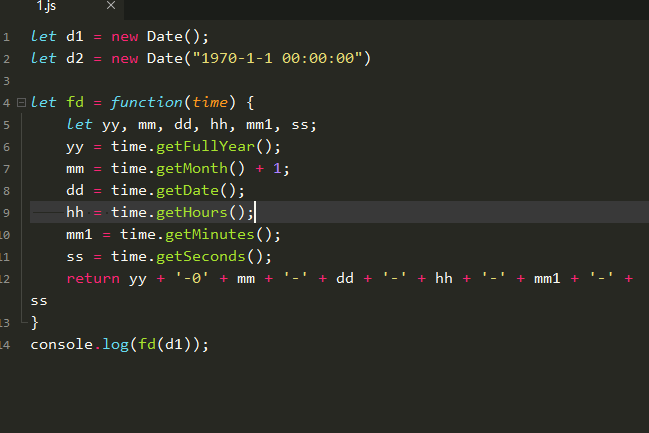 1.js ×
1 let d1 = new Date();
2 let d2 = new Date("1970-1-1 00:00:00")
3
4 let fd = function(time) {
5 let yy, mm, dd, hh, mm1, ss;
6 yy = time.getFullYear();
7 mm = time.getMonth() + 1;
8 dd = time.getDate();
9 hh = time.getHours();
10 mm1 = time.getMinutes();
11 ss = time.getSeconds();
12 return yy + '-0' + mm + '-' + dd + '-' + hh + '-' + mm1 + '-' +
ss
13 }
14 console.log(fd(d1));